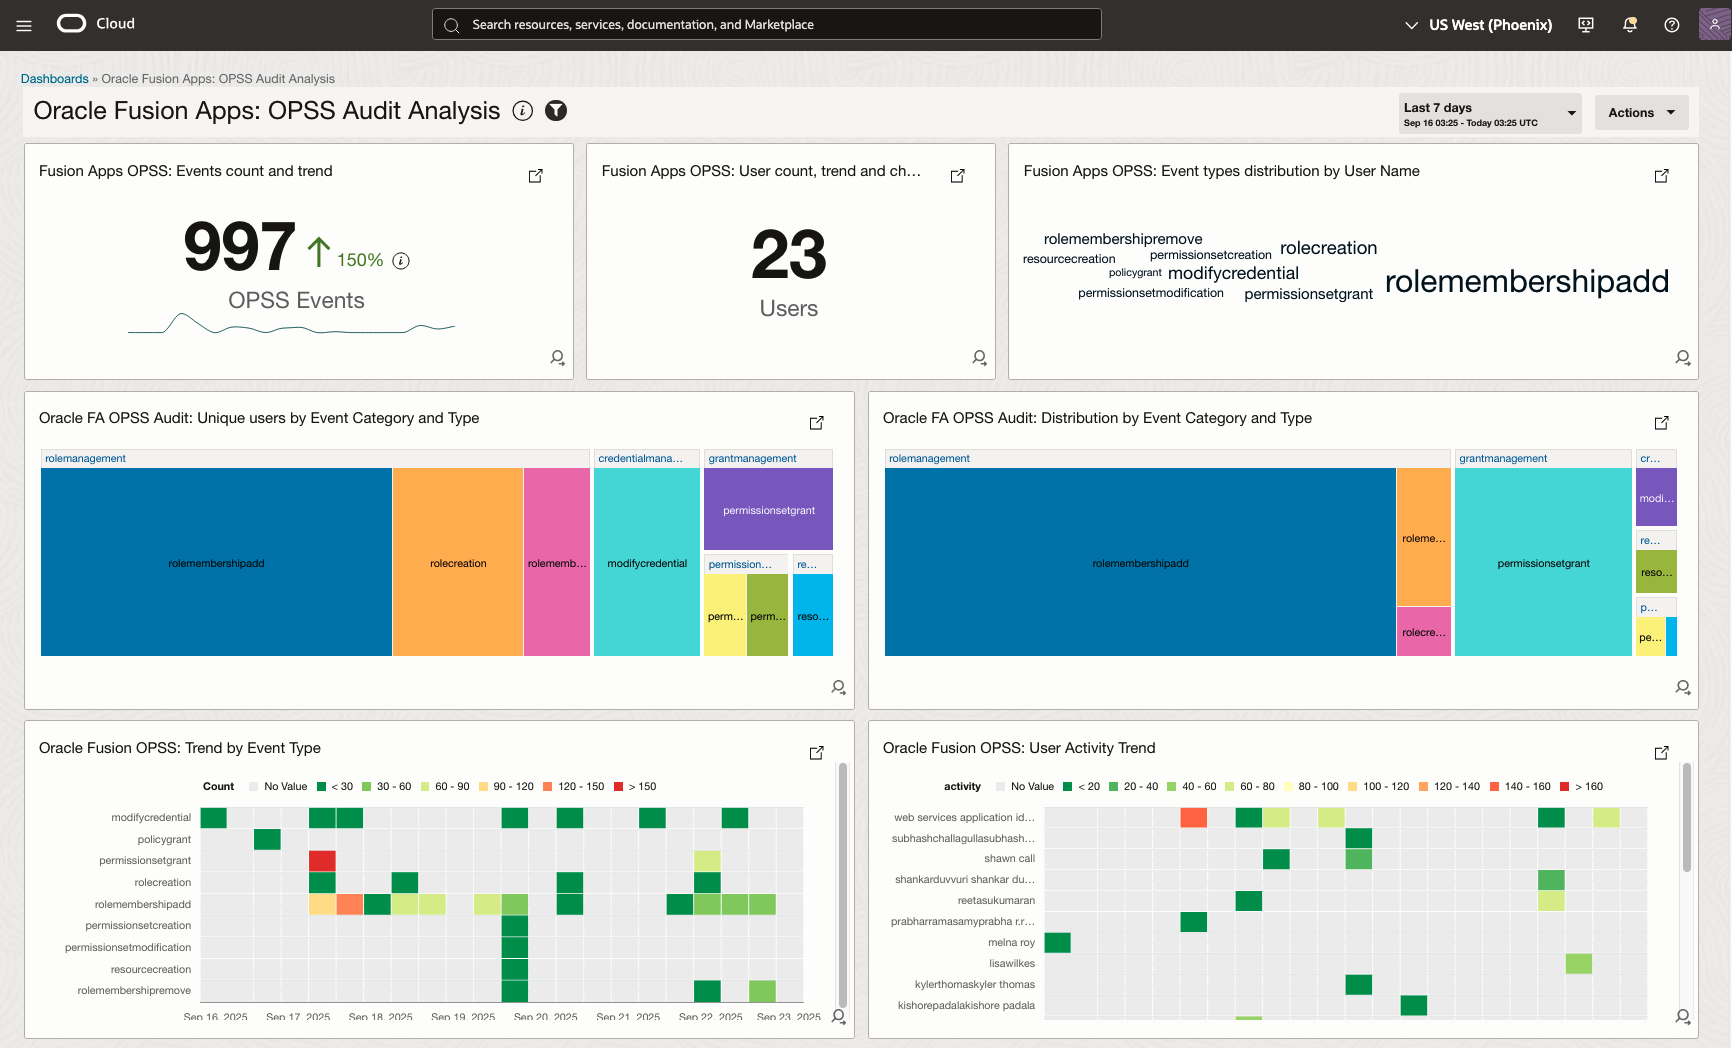 Cloud
Search resources, services, documentation, and Marketplace
US West (Phoenix)
Dashboards » Oracle Fusion Apps: OPSS Audit Analysis
Oracle Fusion Apps: OPSS Audit Analysis
Last 7 days
Sep 16 03:25 - Today 03:25 UTC
Actions
Fusion Apps OPSS: Events count and trend
997
150%
OPSS Events
Fusion Apps OPSS: User count, trend and ch...
23
Users
Fusion Apps OPSS: Event types distribution by User Name
rolemembershipremove
rolecreation
permissionsetcreation
resourcecreation
policygrant
modifycredential
rolemembershipadd
permissionsetmodification
permissionsetgrant
Oracle FA OPSS Audit: Unique users by Event Category and Type
rolemanagement
credentialmana...
grantmanagement
rolemembershipadd
rolecreation
rolememb...
modifycredential
permissionsetgrant
permission...
re...
perm...
perm...
reso...
Oracle FA OPSS Audit: Distribution by Event Category and Type
rolemanagement
grantmanagement
cr...
rolemembershipadd
roleme...
rolecre...
permissionsetgrant
modi...
re...
reso...
p...
pe...
Oracle Fusion OPSS: Trend by Event Type
Count No Value < 30 30 - 60 60 - 90 90 - 120 120 - 150 > 150
modifycredential
policygrant
permissionsetgrant
rolecreation
rolemembershipadd
permissionsetcreation
permissionsetmodification
resourcecreation
rolemembershipremove
Sep 16, 2025 Sep 17, 2025 Sep 18, 2025 Sep 19, 2025 Sep 20, 2025 Sep 21, 2025 Sep 22, 2025 Sep 23, 2025
Oracle Fusion OPSS: User Activity Trend
activity No Value < 20 20 - 40 40 - 60 60 - 80 80 - 100 100 - 120 120 - 140 140 - 160 > 160
web services application id...
subhashchallagullasubhash...
shawn call
shankarduvvuri shankar du...
reetasukumaran
prabharramasamyprabha r.r...
melna roy
lisawilkes
kylerthomaskyler thomas
kishorepadalakishore padala